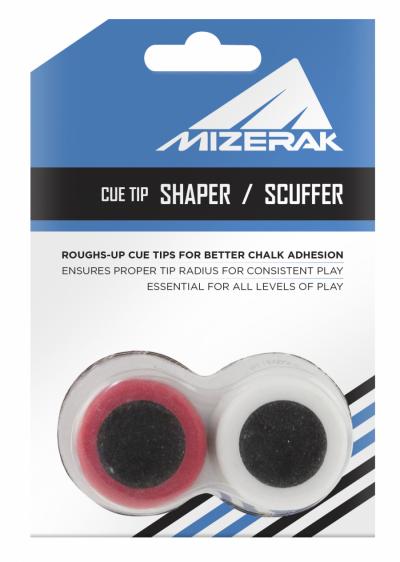 MIZERAK
CUE TIP SHAPER / SCUFFER
ROUGHS-UP CUE TIPS FOR BETTER CHALK ADHESION
ENSURES PROPER TIP RADIUS FOR CONSISTENT PLAY
ESSENTIAL FOR ALL LEVELS OF PLAY